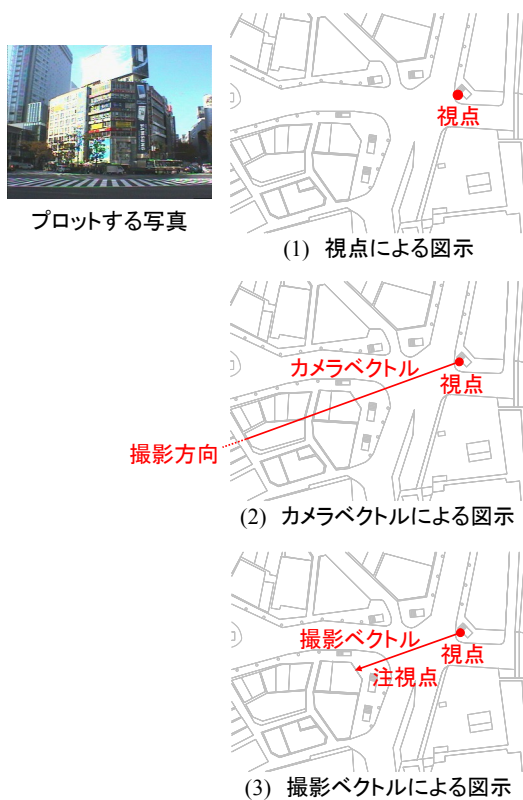 プロットする写真
視点
(1) 視点による図示
カメラベクトル
視点
撮影方向
(2) カメラベクトルによる図示
撮影ベクトル
視点
注視点
(3) 撮影ベクトルによる図示